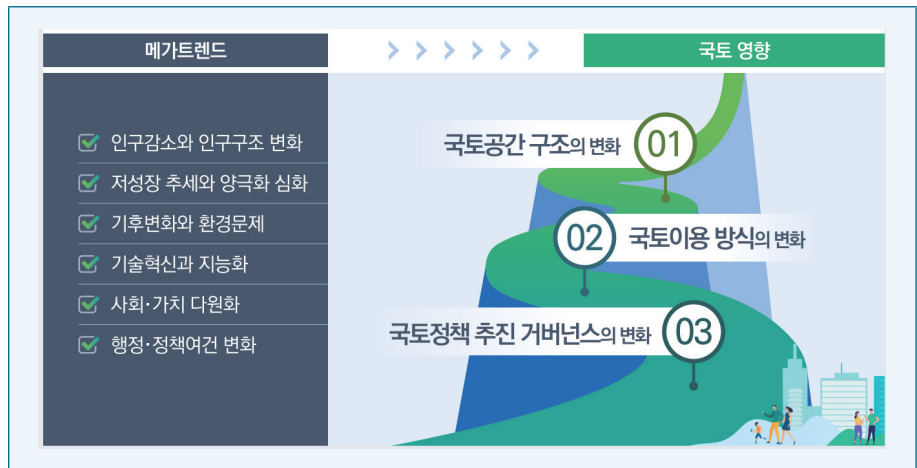 메가트렌드
국토 영향
인구감소와 인구구조 변화
저성장 추세와 양극화 심화
기후변화와 환경문제
기술혁신과 지능화
사회·가치 다원화
행정·정책여건 변화
국토공간 구조의 변화 01
02 국토이용 방식의 변화
국토정책 추진 거버넌스의 변화 03